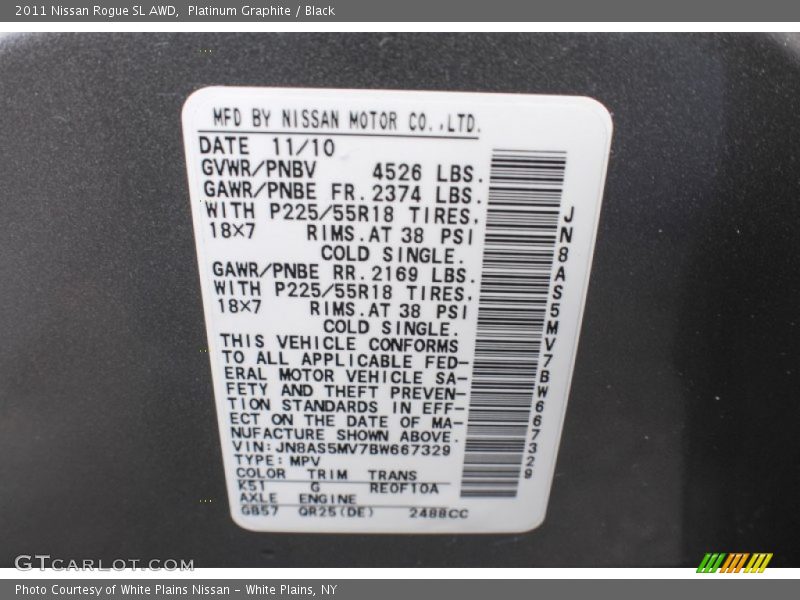 2011 Nissan Rogue SL AWD,  Platinum Graphite / Black
MFD BY NISSAN MOTOR CO.,LTD.
DATE 11/10
GVWR/PNBV 4526 LBS.
GAWR/PNBE FR. 2374 LBS.
WITH P225/55R18 TIRES.
18×7 RIMS. AT 38 PSI
COLD SINGLE.
GAWR/PNBE RR. 2169 LBS.
WITH P225/55R18 TIRES.
18×7 RIMS. AT 38 PSI
COLD SINGLE.
THIS VEHICLE CONFORMS
TO ALL APPLICABLE FED-
ERAL MOTOR VEHICLE SA-
FETY AND THEFT PREVEN-
TION STANDARDS IN EFF-
ECT ON THE DATE OF MA-
NUFACTURE SHOWN ABOVE.
VIN:JN8AS5MV7BW667329
TYPE: MPV
COLOR TRIM TRANS
K51 G RE0F10A
AXLE ENGINE
GB57 QR25(DE) 2488CC
JN8AS5MV7BW667329
GTcarlot.com
Photo Courtesy of White Plains Nissan - White Plains, NY